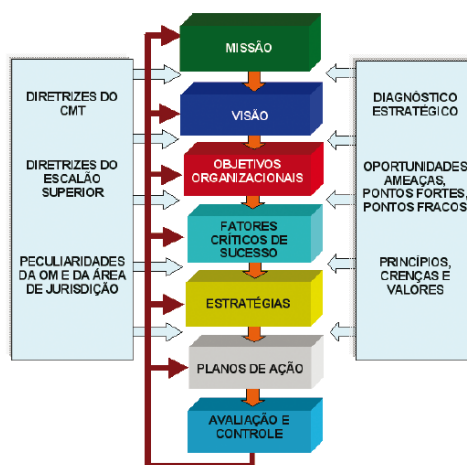 MISSÃO
DIRETRIZES DO
CMT
DIRETRIZES DO
ESCALÃO
SUPERIOR
PECULIARIDADES
DA OM E DA ÁREA
DE JURISDIÇÃO
VISÃO
OBJETIVOS
ORGANIZACIONAIS
FATORES
CRÍTICOS DE
SUCESSO
ESTRATÉGIAS
PLANOS DE AÇÃO
AVALIAÇÃO E
CONTROLE
DIAGNÓSTICO
ESTRATÉGICO
OPORTUNIDADES
AMEAÇAS,
PONTOS FORTES,
PONTOS FRACOS
PRINCÍPIOS,
CRENÇAS E
VALORES